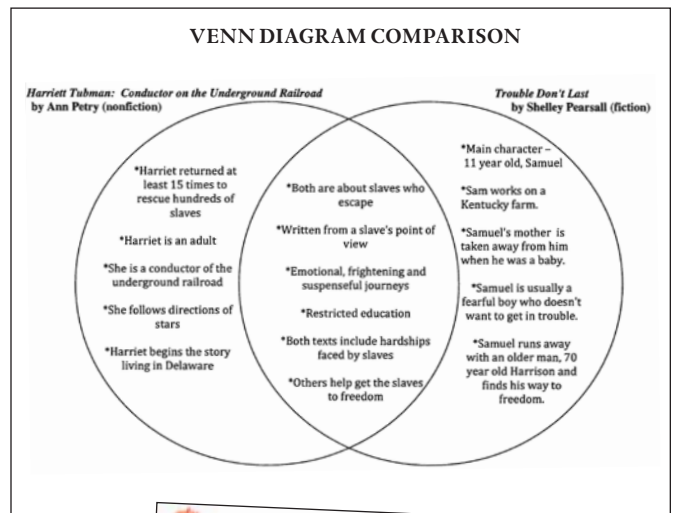 VENN DIAGRAM COMPARISON
Harriett Tubman: Conductor on the Underground Railroad
by Ann Petry (nonfiction)
Trouble Don't Last
by Shelley Pearsall (fiction)
*Harriet returned at
least 15 times to
rescue hundreds of
slaves
*Harriet is an adult
*She is a conductor of the
underground railroad
*She follows directions of
stars
*Harriet begins the story
living in Delaware
*Both are about slaves who
escape
*Written from a slave's point of
view
*Emotional, frightening and
suspenseful journeys
*Restricted education
*Both texts include hardships
faced by slaves
*Others help get the slaves
to freedom
*Main character –
11 year old, Samuel
*Sam works on a
Kentucky farm.
*Samuel's mother is
taken away from him
when he was a baby.
*Samuel is usually a
fearful boy who doesn't
want to get in trouble.
*Samuel runs away
with an older man, 70
year old Harrison and
finds his way to
freedom.